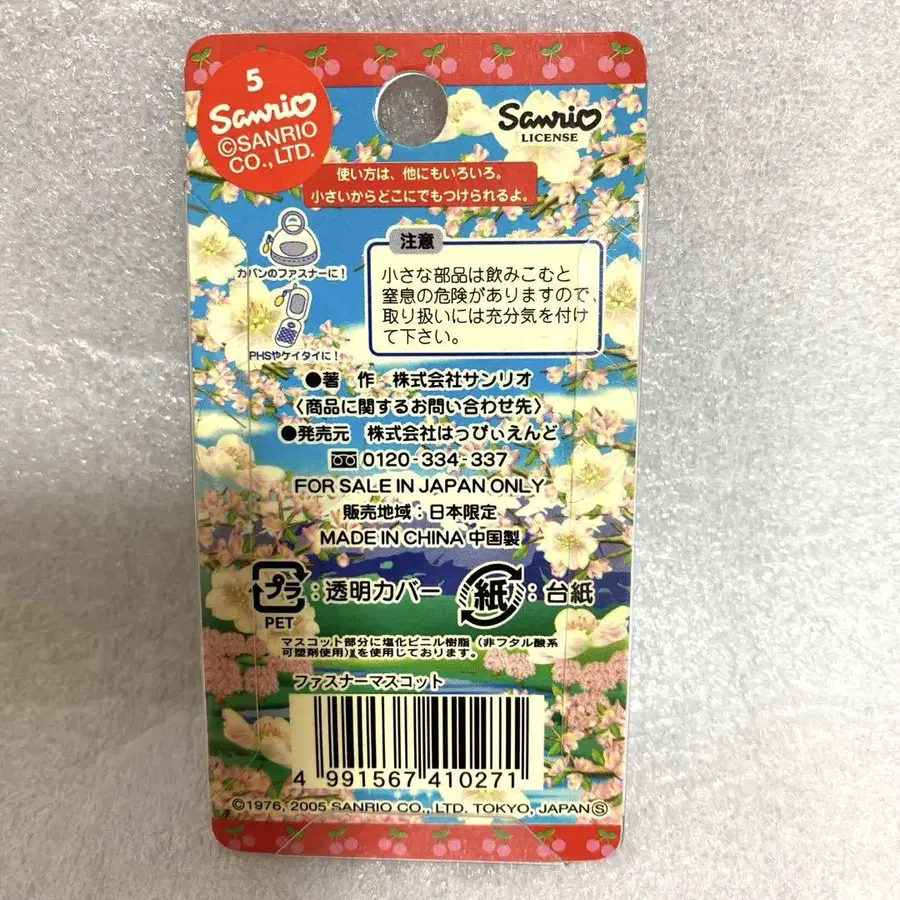 5
Sanrio
©SANRIO
CO.,LTD.
Sanrio
LICENSE
使い方は、他にもいろいろ。
小さいからどこにでもつけられるよ。
カバンのファスナーに!
PHSやケイタイに!
注意
小さな部品は飲みこむと
窒息の危険がありますので、
取り扱いには充分気を付け
て下さい。
●著 作 株式会社サンリオ
〈商品に関するお問い合わせ先〉
●発売元 株式会社はっぴぃえんど
0120-334-337
FOR SALE IN JAPAN ONLY
販売地域:日本限定
MADE IN CHINA 中国製
プラ:透明カバー 紙:台紙
PET
マスコット部分に塩化ビニル樹脂(非フタル酸系
可塑剤使用)を使用しております。
ファスナーマスコット
4 991567 410271
©1976, 2005 SANRIO CO., LTD. TOKYO, JAPAN Ⓢ